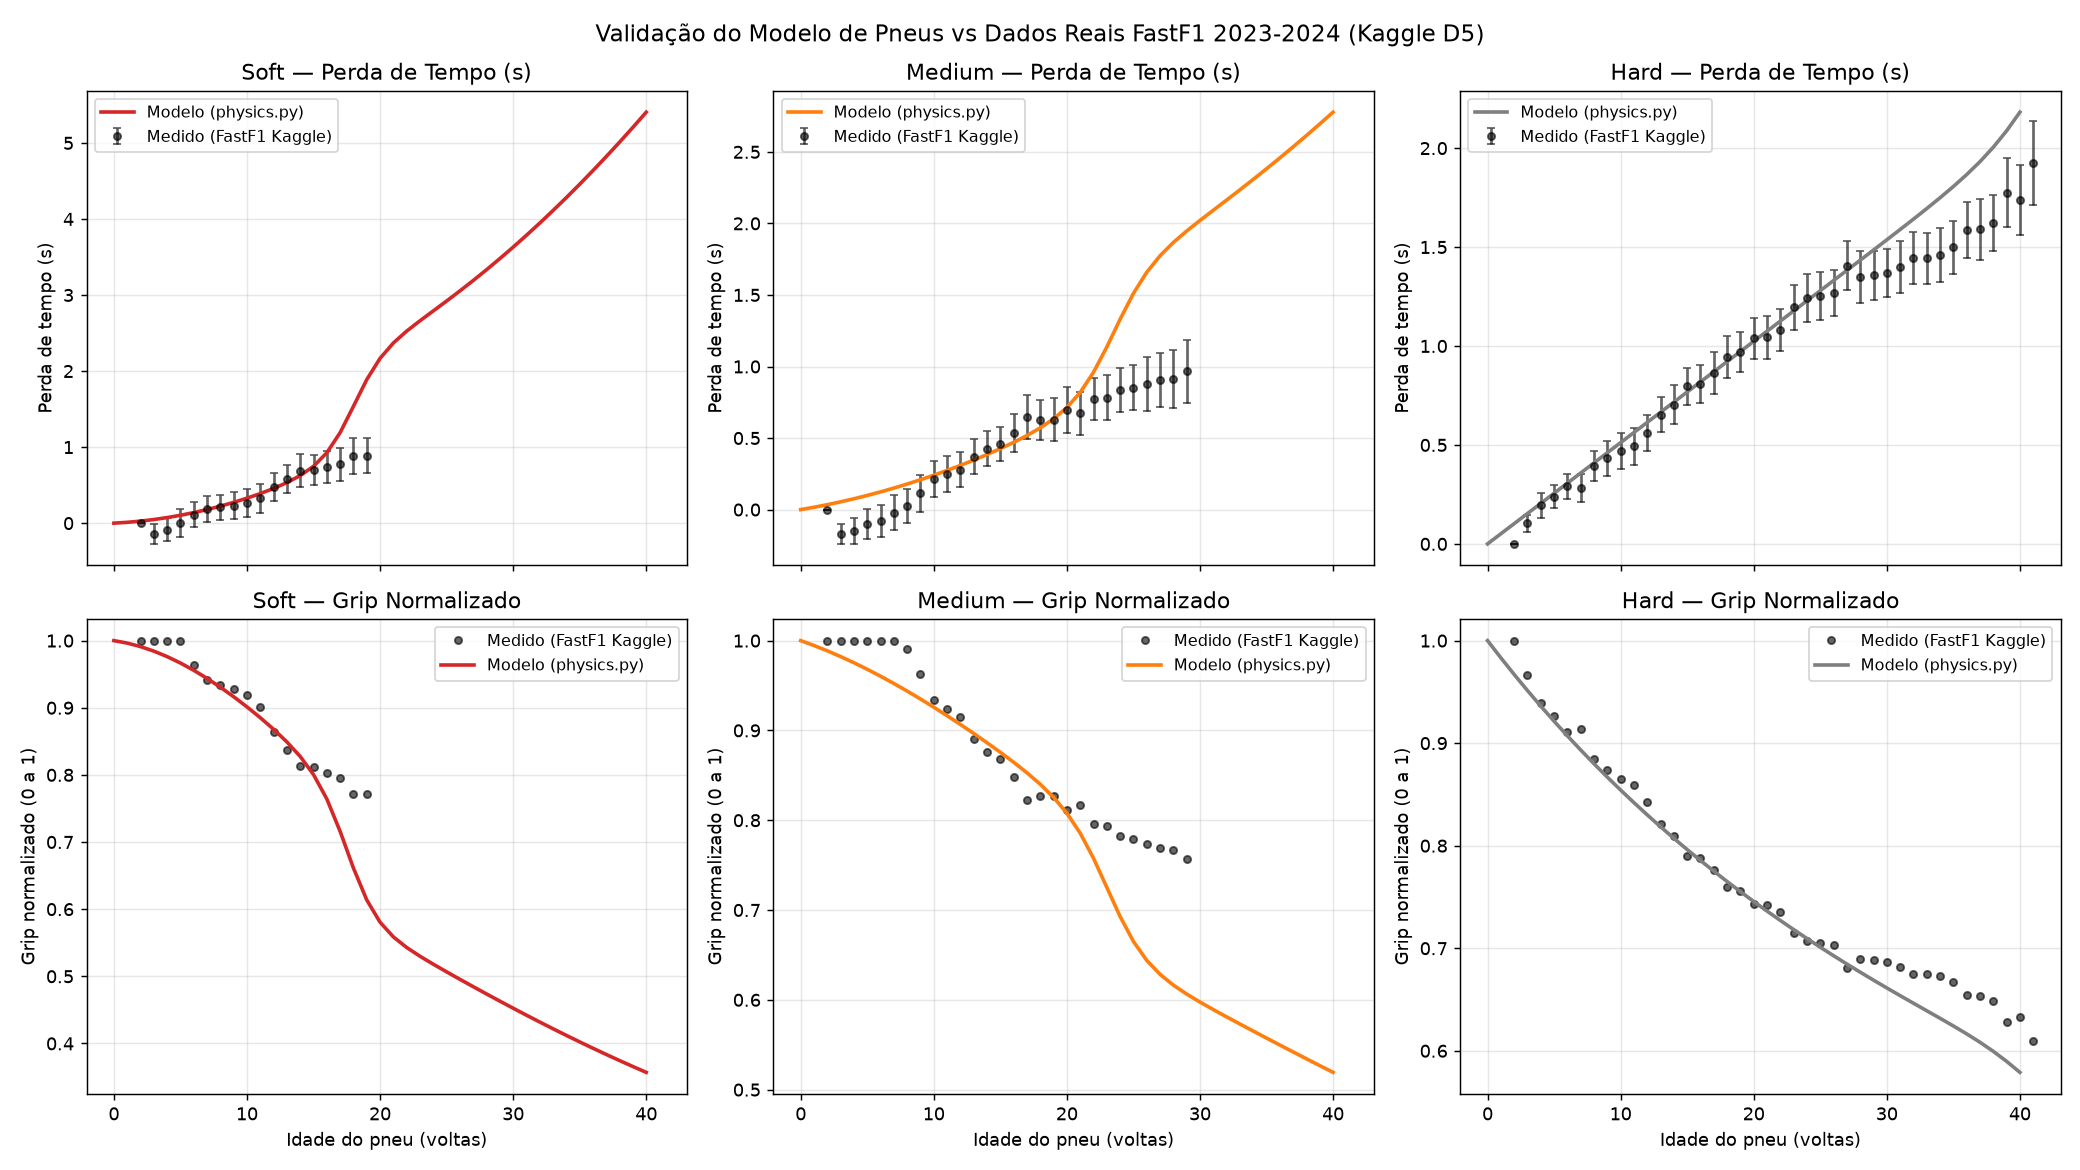 Validação do Modelo de Pneus vs Dados Reais FastF1 2023-2024 (Kaggle D5)
Soft — Perda de Tempo (s)
Perda de tempo (s)
Modelo (physics.py)
Medido (FastF1 Kaggle)
5
4
3
2
1
0
Medium — Perda de Tempo (s)
Perda de tempo (s)
Modelo (physics.py)
Medido (FastF1 Kaggle)
2.5
2.0
1.5
1.0
0.5
0.0
Hard — Perda de Tempo (s)
Perda de tempo (s)
Modelo (physics.py)
Medido (FastF1 Kaggle)
2.0
1.5
1.0
0.5
0.0
Soft — Grip Normalizado
Grip normalizado (0 a 1)
Medido (FastF1 Kaggle)
Modelo (physics.py)
1.0
0.9
0.8
0.7
0.6
0.5
0.4
0 10 20 30 40
Idade do pneu (voltas)
Medium — Grip Normalizado
Grip normalizado (0 a 1)
Medido (FastF1 Kaggle)
Modelo (physics.py)
1.0
0.9
0.8
0.7
0.6
0.5
0 10 20 30 40
Idade do pneu (voltas)
Hard — Grip Normalizado
Grip normalizado (0 a 1)
Medido (FastF1 Kaggle)
Modelo (physics.py)
1.0
0.9
0.8
0.7
0.6
0 10 20 30 40
Idade do pneu (voltas)